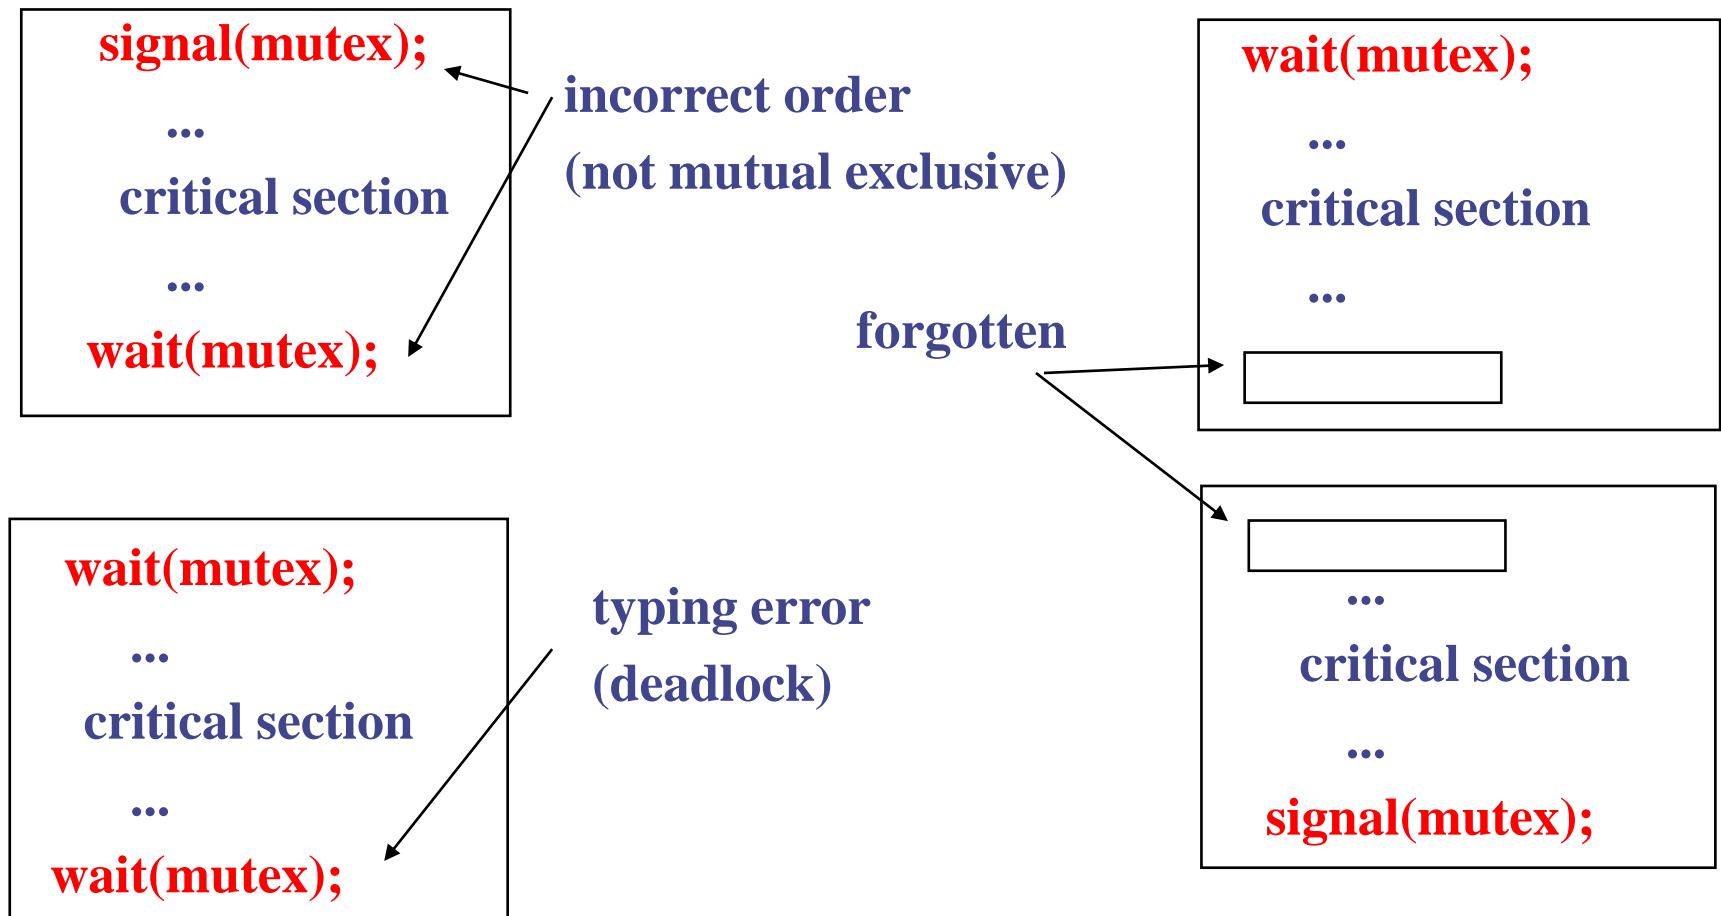 signal(mutex);
...
critical section
...
wait(mutex);
incorrect order
(not mutual exclusive)
wait(mutex);
...
critical section
...
forgotten
wait(mutex);
...
critical section
...
wait(mutex);
typing error
(deadlock)
...
critical section
...
signal(mutex);